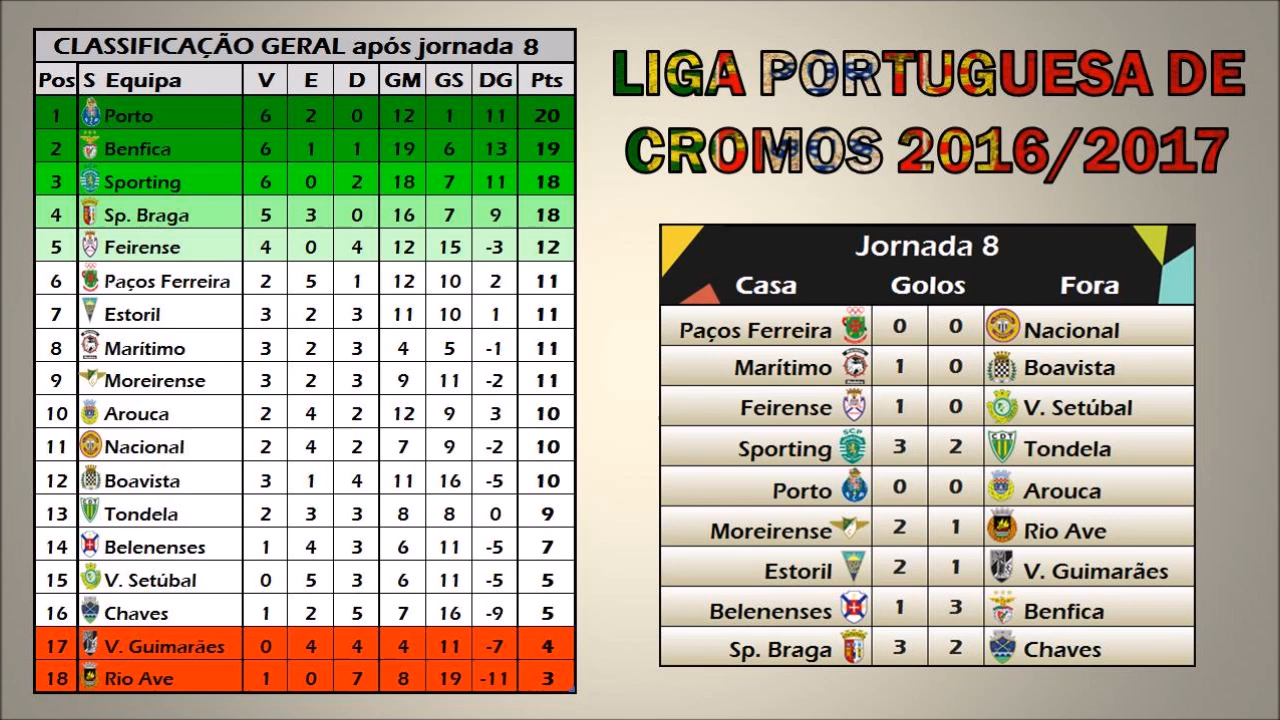 CLASSIFICAÇÃO GERAL após jornada 8
Pos S Equipa V E D GM GS DG Pts
1 Porto 6 2 0 12 1 11 20
2 Benfica 6 1 1 19 6 13 19
3 Sporting 6 0 2 18 7 11 18
4 Sp. Braga 5 3 0 16 7 9 18
5 Feirense 4 0 4 12 15 -3 12
6 Paços Ferreira 2 5 1 12 10 2 11
7 Estoril 3 2 3 11 10 1 11
8 Marítimo 3 2 3 4 5 -1 11
9 Moreirense 3 2 3 9 11 -2 11
10 Arouca 2 4 2 12 9 3 10
11 Nacional 2 4 2 7 9 -2 10
12 Boavista 3 1 4 11 16 -5 10
13 Tondela 2 3 3 8 8 0 9
14 Belenenses 1 4 3 6 11 -5 7
15 V. Setúbal 0 5 3 6 11 -5 5
16 Chaves 1 2 5 7 16 -9 5
17 V. Guimarães 0 4 4 4 11 -7 4
18 Rio Ave 1 0 7 8 19 -11 3
LIGA PORTUGUESA DE
CROMOS 2016/2017
Jornada 8
Casa Golos Fora
Paços Ferreira 0 0 Nacional
Marítimo 1 0 Boavista
Feirense 1 0 V. Setúbal
Sporting 3 2 Tondela
Porto 0 0 Arouca
Moreirense 2 1 Rio Ave
Estoril 2 1 V. Guimarães
Belenenses 1 3 Benfica
Sp. Braga 3 2 Chaves